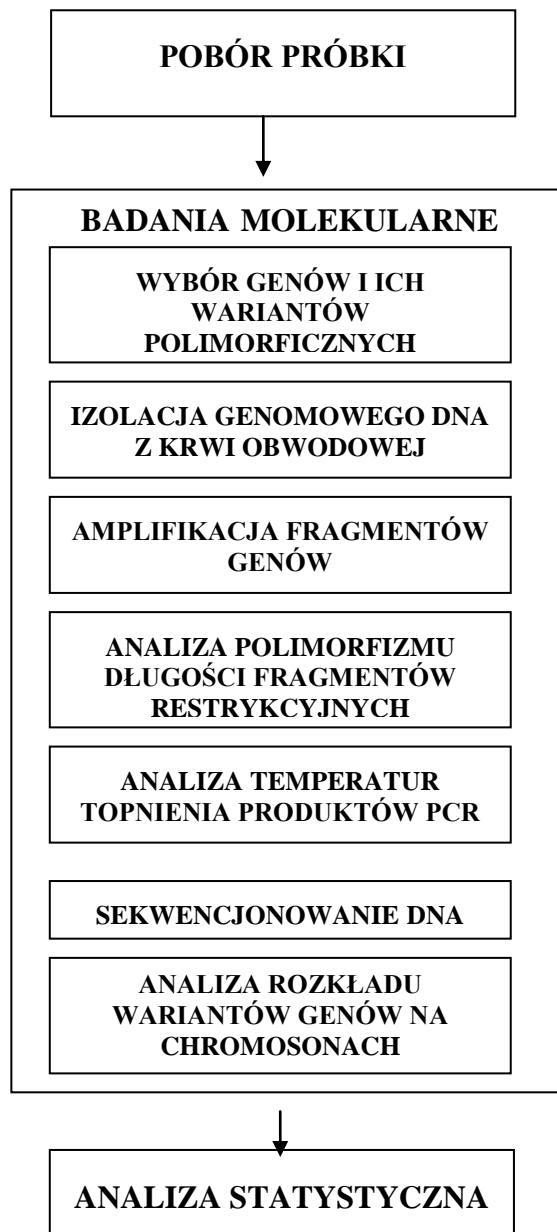 POBÓR PRÓBKI
BADANIA MOLEKULARNE
WYBÓR GENÓW I ICH
WARIANTÓW
POLIMORFICZNYCH
IZOLACJA GENOMOWEGO DNA
Z KRWI OBWODOWEJ
AMPLIFIKACJA FRAGMENTÓW
GENÓW
ANALIZA POLIMORFIZMU
DŁUGOŚCI FRAGMENTÓW
RESTRYKCYJNYCH
ANALIZA TEMPERATUR
TOPNIENIA PRODUKTÓW PCR
SEKWENCJONOWANIE DNA
ANALIZA ROZKŁADU
WARIANTÓW GENÓW NA
CHROMOSONACH
ANALIZA STATYSTYCZNA